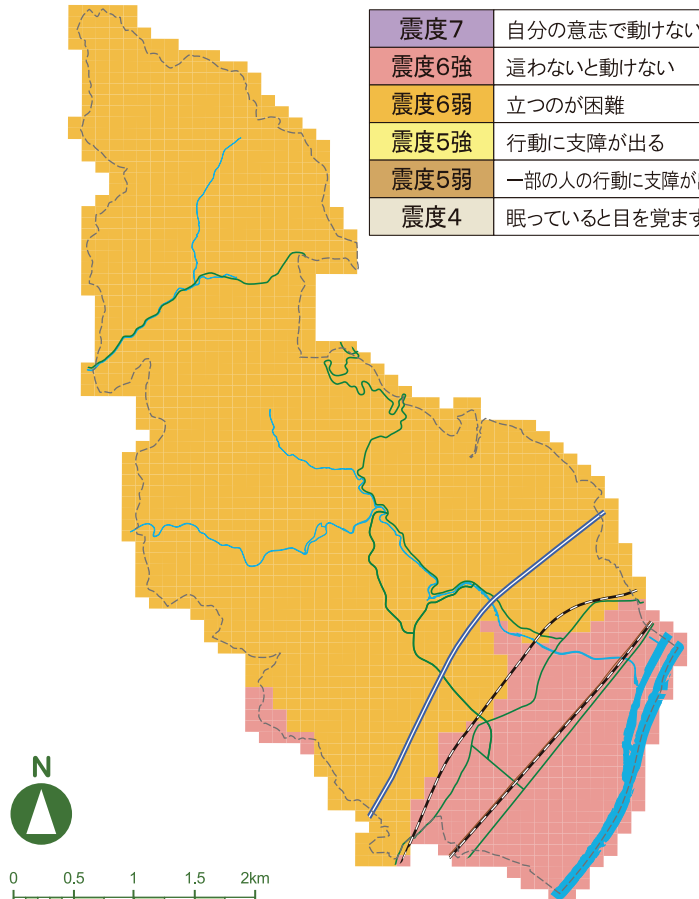 震度7 自分の意志で動けない
震度6強 這わないと動けない
震度6弱 立つのが困難
震度5強 行動に支障が出る
震度5弱 一部の人の行動に支障が
震度4 眠っていると目を覚ます
N
0 0.5 1 1.5 2km